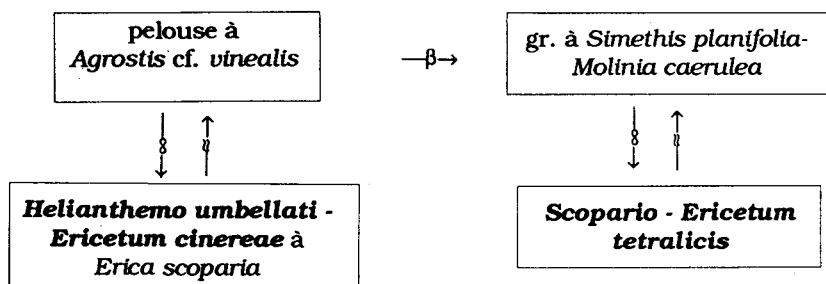 pelouse à
Agrostis cf. vinealis
β
gr. à Simethis planifolia-
Molinia caerulea
Helianthemo umbellati -
Ericetum cinereae à
Erica scoparia
Scopario - Ericetum
tetralicis